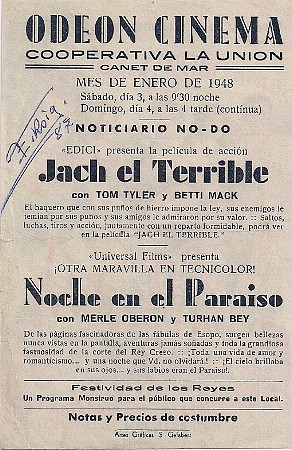 ODEON CINEMA
COOPERATIVA LA UNION
CANET DE MAR
MES DE ENERO DE 1948
Sábado, día 3, a las 9'30 noche
Domingo, día 4, a las 4 tarde (contínua)
NOTICIARIO NO-DO
«EDICI» presenta la película de acción
Jach el Terrible
con TOM TYLER y BETTI MACK
El baquero que con sus puños de hierro impone la ley, sus enemigos le
temían por sus puños y sus amigos le admiraron por su valor. :: Saltos,
luchas, tiros y acción, juntamente con un reparto formidable, podrá ver
en la película "JACH EL TERRIBLE."
«Universal Films» presenta
¡OTRA MARAVILLA EN TECNICOLOR!
Noche en el Paraiso
con MERLE OBERON y TURHAN BEY
De las páginas fascinadoras de las fábulas de Esopo, surgen bellezas
nunca vistas en la pantalla, aventuras jamás soñadas y toda la grandiosa
fastuosidad de la corte del Rey Creso. :: ¡Toda una vida de amor y
romanticismo... y una noche que Vd. no olvidará! :: ¡El cielo brillaba
en sus ojos... y sus labios eran el Paraiso!.
Festividad de los Reyes
Un Programa Monstruo para el público que concurre a este Local.
Notas y Precios de costumbre
Artes Gráficas S